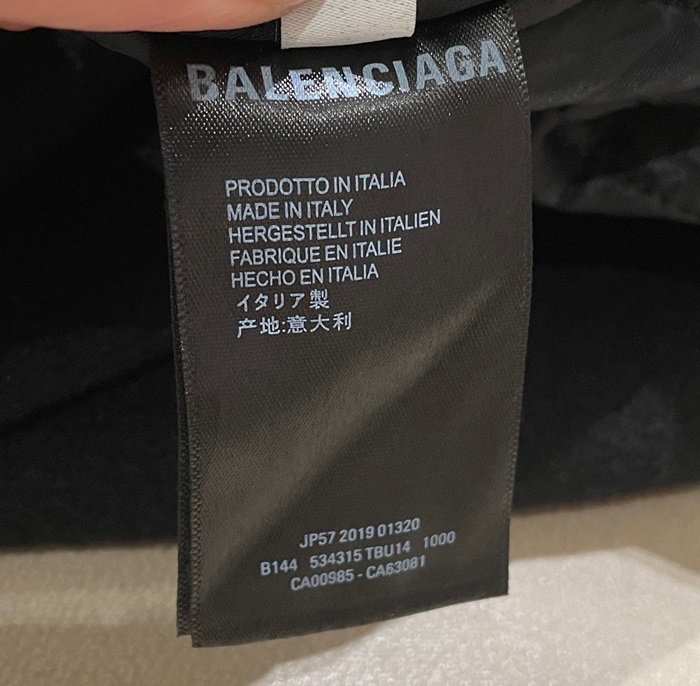 BALENCIAGA
PRODOTTO IN ITALIA
MADE IN ITALY
HERGESTELLT IN ITALIEN
FABRIQUE EN ITALIE
HECHO EN ITALIA
イタリア製
产地:意大利
JP57 2019 01320
B144 534315 TBU14 1000
CA00985 - CA63081